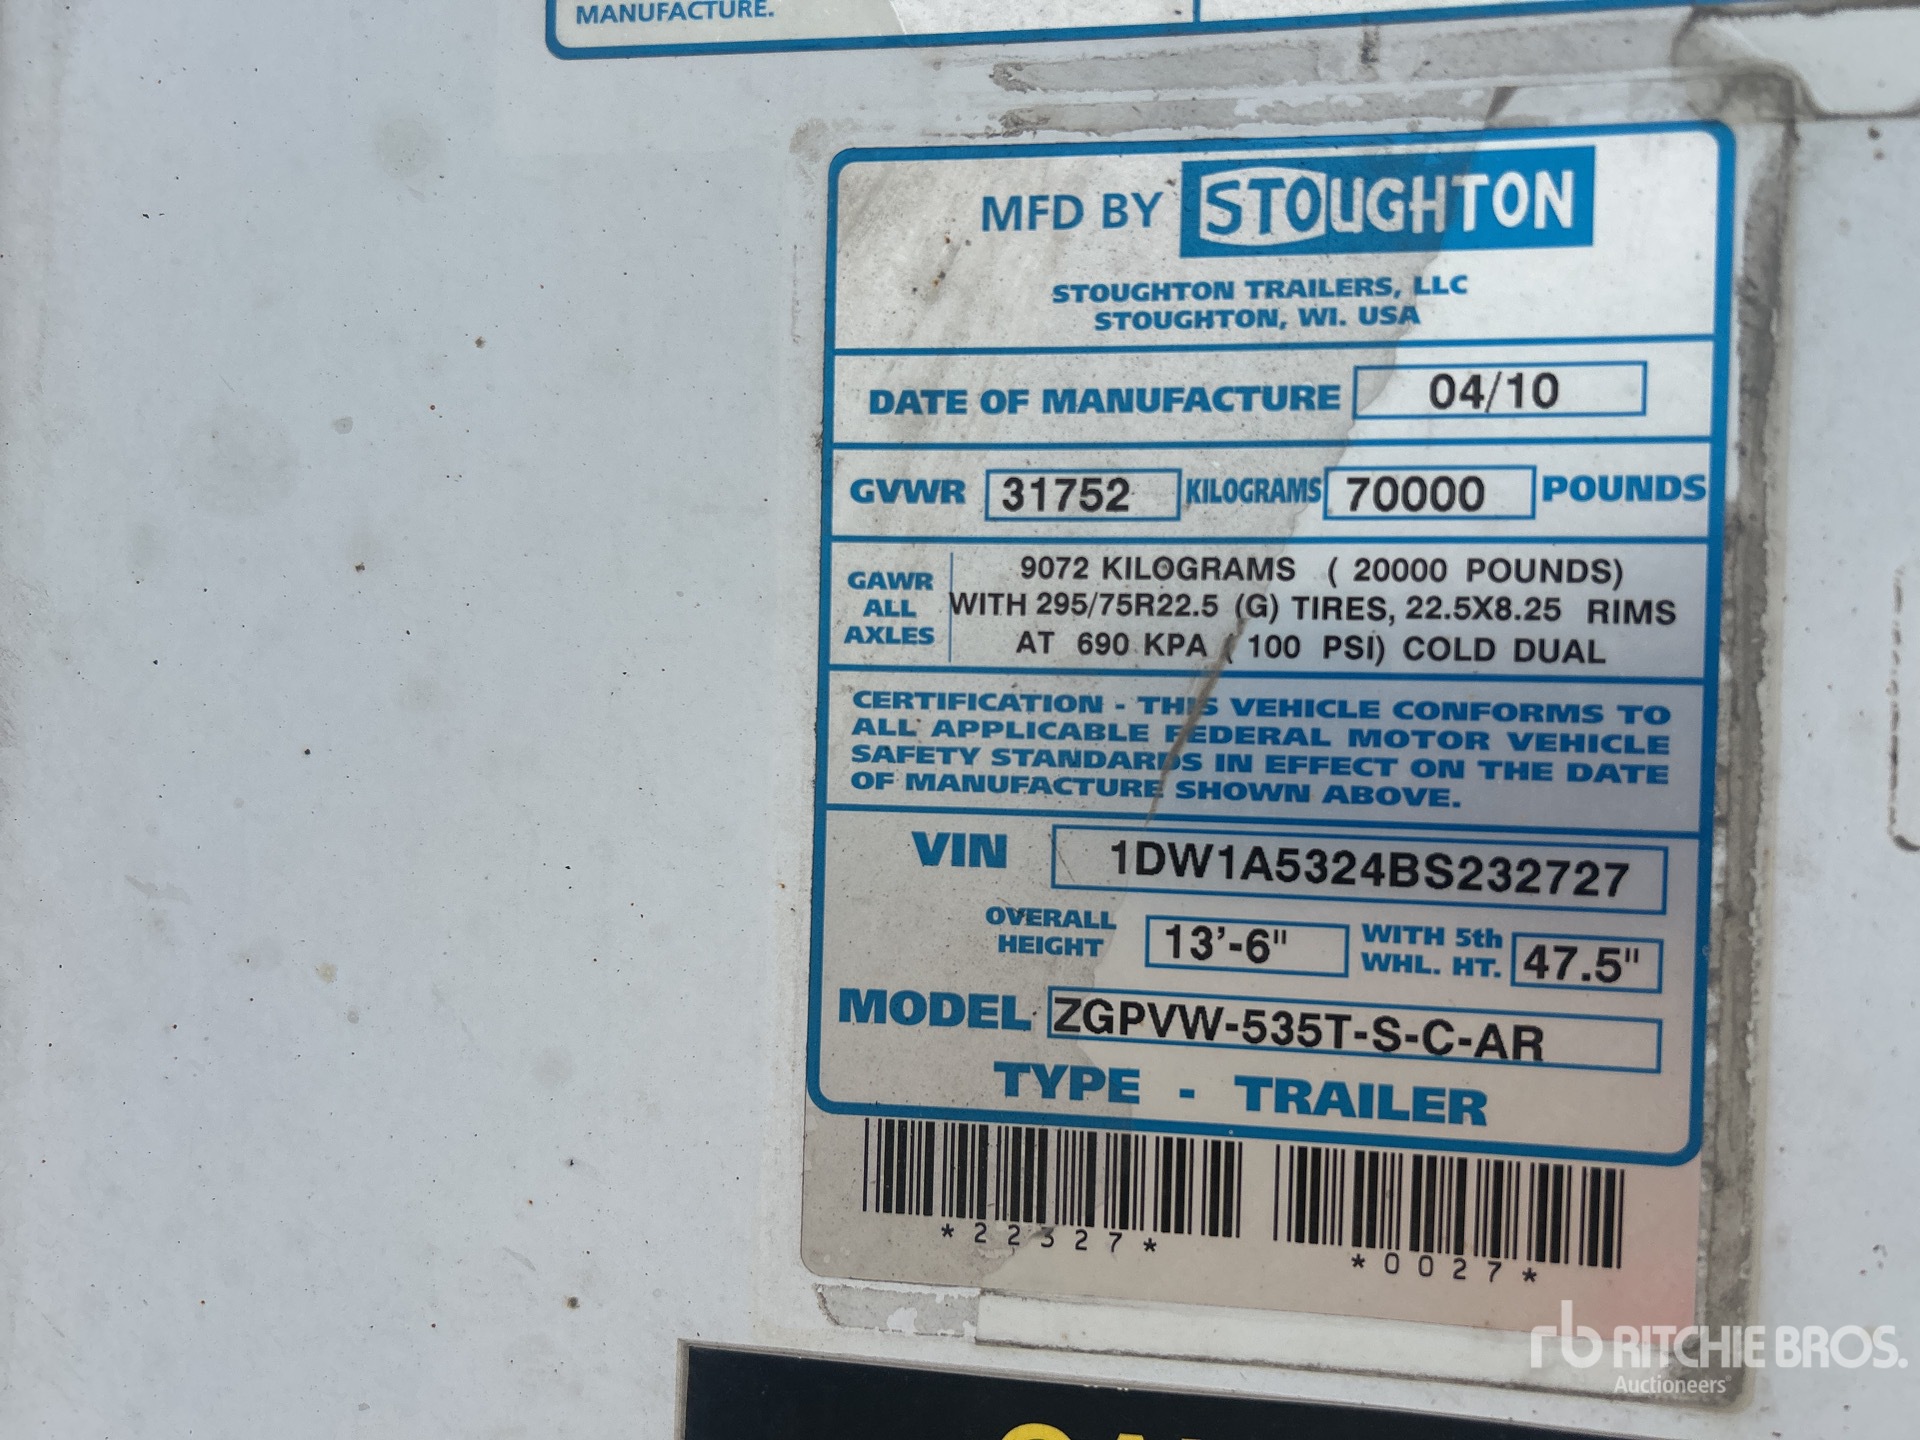 MANUFACTURE.
MFD BY STOUGHTON
STOUGHTON TRAILERS, LLC
STOUGHTON, WI. USA
DATE OF MANUFACTURE 04/10
GVWR 31752 KILOGRAMS 70000 POUNDS
GAWR ALL AXLES
9072 KILOGRAMS ( 20000 POUNDS)
WITH 295/75R22.5 (G) TIRES, 22.5X8.25 RIMS
AT 690 KPA ( 100 PSI) COLD DUAL
CERTIFICATION - THIS VEHICLE CONFORMS TO
ALL APPLICABLE FEDERAL MOTOR VEHICLE
SAFETY STANDARDS IN EFFECT ON THE DATE
OF MANUFACTURE SHOWN ABOVE.
VIN 1DW1A5324BS232727
OVERALL HEIGHT 13'-6" WITH 5th WHL. HT. 47.5"
MODEL ZGPVW-535T-S-C-AR
TYPE - TRAILER
*22327* *0027*
rb RITCHIE BROS.
Auctioneers